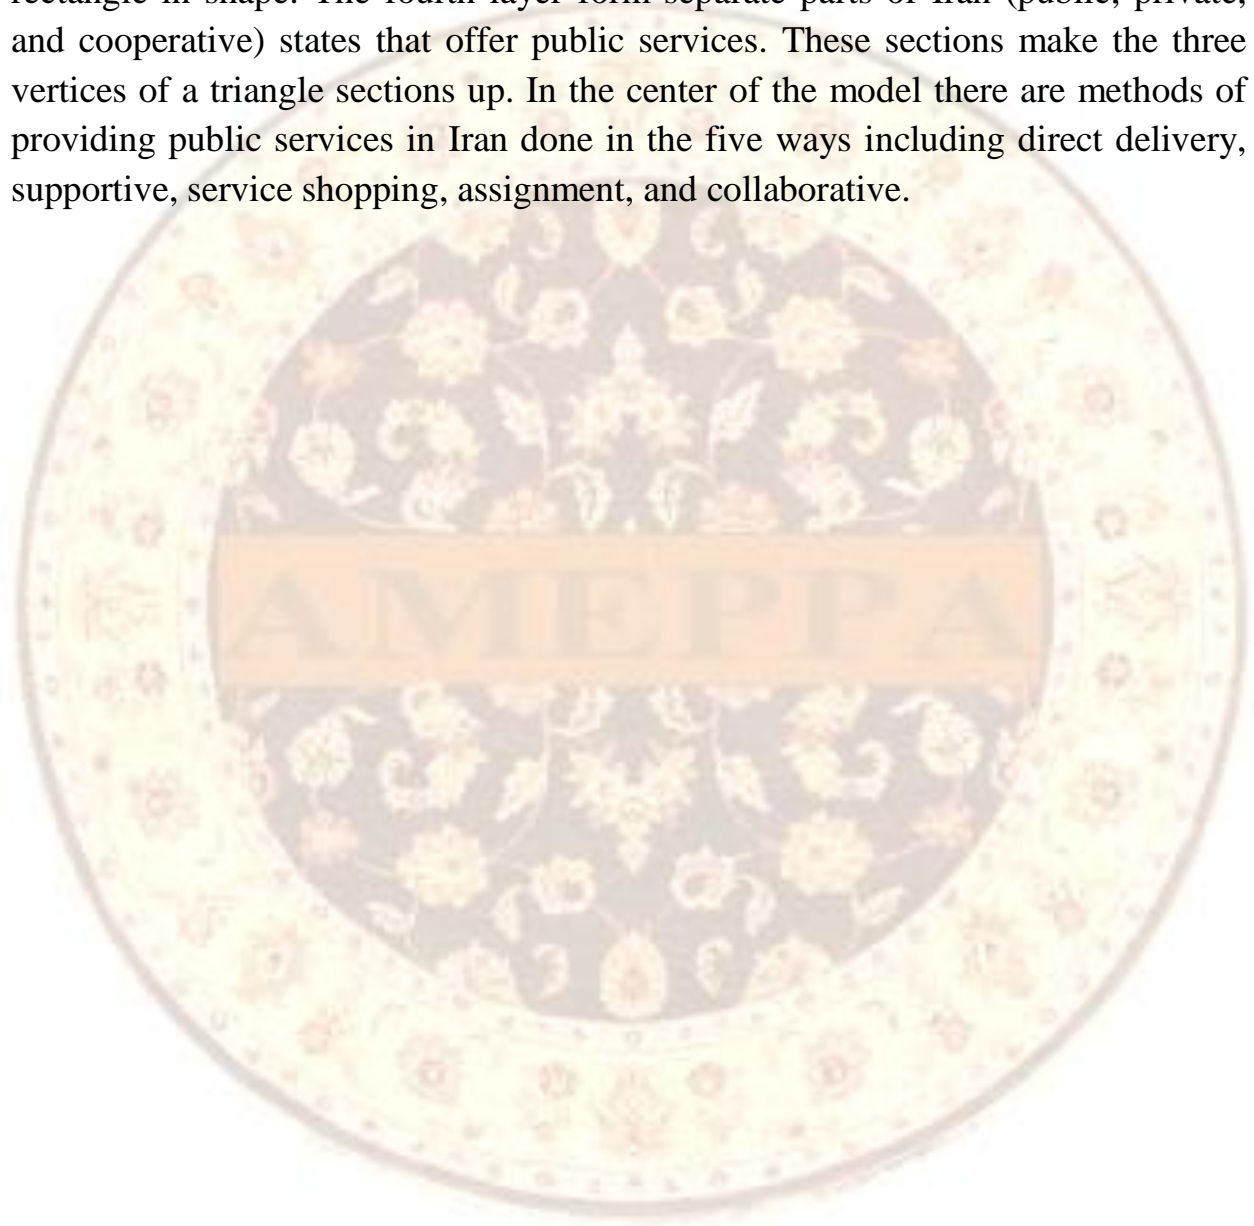 rectangle in shape. The fourth layer form separate parts of Iran (public, private,
and cooperative) states that offer public services. These sections make the three
vertices of a triangle sections up. In the center of the model there are methods of
providing public services in Iran done in the five ways including direct delivery,
supportive, service shopping, assignment, and collaborative.
AMEPPA